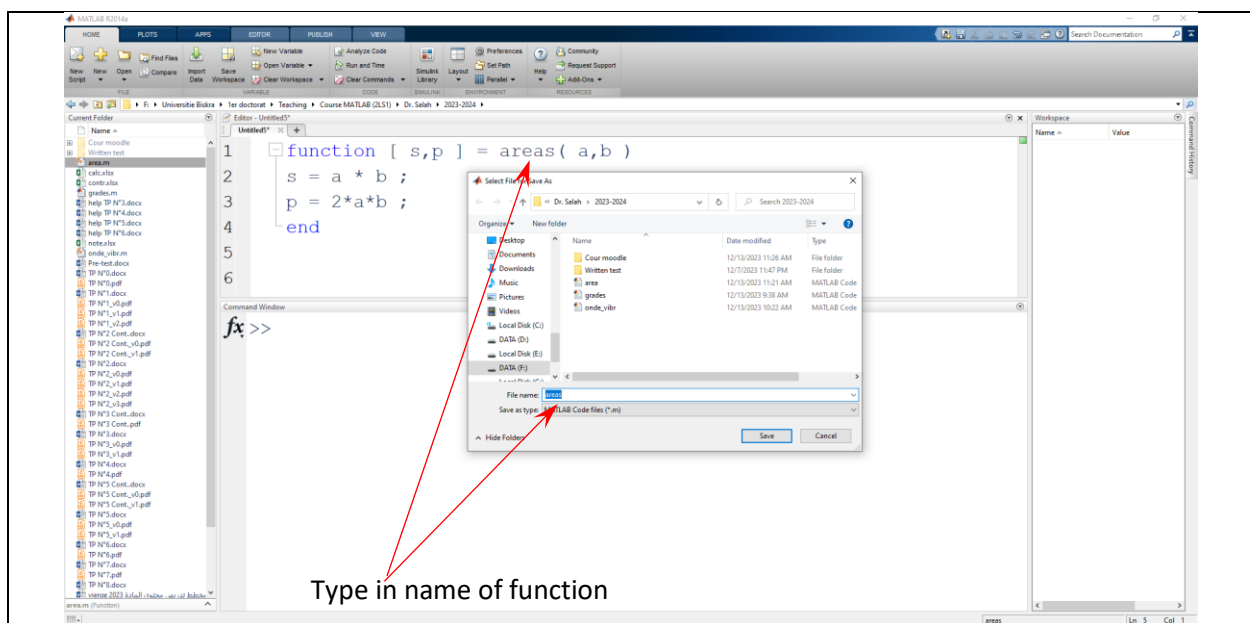 MATLAB R2014a
HOME PLOTS APPS EDITOR PUBLISH VIEW Search Documentation
New Script New Open Find Files Compare Import Data Save Workspace New Variable Open Variable Clear Workspace Analyze Code Run and Time Clear Commands Simulink Library Layout Preferences Set Path Parallel Help Community Request Support Add-Ons
FILE VARIABLE CODE SIMULINK ENVIRONMENT RESOURCES
F: Universitie Biskra 1er doctorat Teaching Course MATLAB (2LS1) Dr. Salah 2023-2024
Current Folder
Name
Cour moodle
Written test
area.m
calc.xlsx
contr.xlsx
grades.m
help TP N°3.docx
help TP N°4.docx
help TP N°5.docx
help TP N°6.docx
note.xlsx
onde_vibr.m
Pre-test.docx
TP N°0.docx
TP N°0.pdf
TP N°1.docx
TP N°1_v0.pdf
TP N°1_v1.pdf
TP N°1_v2.pdf
TP N°2 Cont..docx
TP N°2 Cont._v0.pdf
TP N°2 Cont._v1.pdf
TP N°2.docx
TP N°2_v0.pdf
TP N°2_v1.pdf
TP N°2_v2.pdf
TP N°2_v3.pdf
TP N°3 Cont..docx
TP N°3 Cont..pdf
TP N°3.docx
TP N°3_v0.pdf
TP N°3_v1.pdf
TP N°4.docx
TP N°4.pdf
TP N°5 Cont..docx
TP N°5 Cont._v0.pdf
TP N°5 Cont._v1.pdf
TP N°5.docx
TP N°5_v0.pdf
TP N°5_v1.pdf
TP N°6.docx
TP N°6.pdf
TP N°7.docx
TP N°7.pdf
TP N°8.docx
vierge 2023
area.m (Function)
Editor - Untitled5*
Untitled5*
1 function [ s,p ] = areas( a,b )
2 s = a * b ;
3 p = 2*a*b ;
4 end
5
6
Command Window
fx >>
Select File for Save As
Dr. Salah 2023-2024 Search 2023-2024
Organize New folder
Desktop
Documents
Downloads
Music
Pictures
Videos
Local Disk (C:)
DATA (D:)
Local Disk (E:)
DATA (F:)
Name Date modified Type
Cour moodle 12/13/2023 11:26 AM File folder
Written test 12/7/2023 11:47 PM File folder
area 12/13/2023 11:21 AM MATLAB Code
grades 12/13/2023 9:38 AM MATLAB Code
onde_vibr 12/13/2023 10:22 AM MATLAB Code
File name: areas
Save as type: MATLAB Code files (*.m)
Hide Folders Save Cancel
Workspace
Name Value
Command History
Type in name of function
areas Ln 5 Col 1